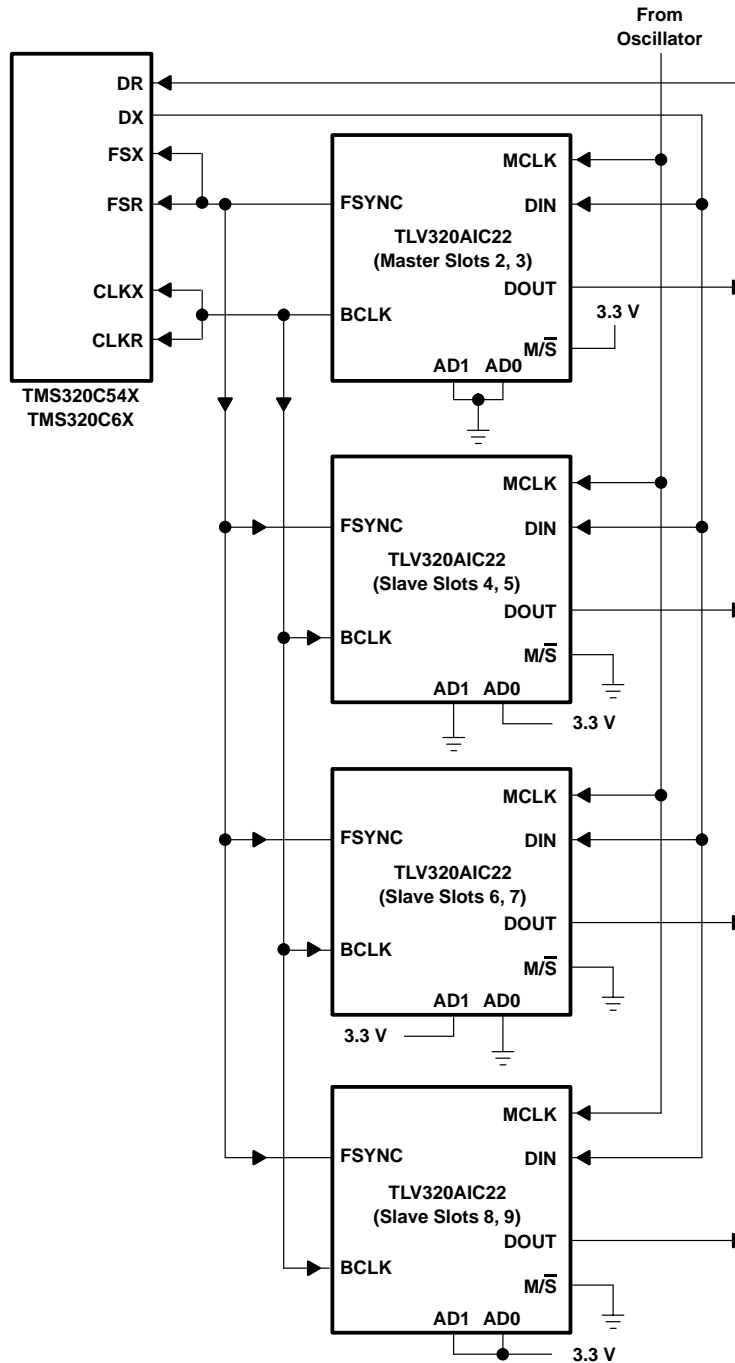 From
Oscillator
DR
DX
FSX
FSR
CLKX
CLKR
TMS320C54X
TMS320C6X
MCLK
FSYNC
DIN
TLV320AIC22
(Master Slots 2, 3)
DOUT
BCLK
3.3 V
M/S̅
AD1 AD0
MCLK
FSYNC
DIN
TLV320AIC22
(Slave Slots 4, 5)
DOUT
BCLK
M/S̅
AD1 AD0
3.3 V
MCLK
FSYNC
DIN
TLV320AIC22
(Slave Slots 6, 7)
DOUT
BCLK
M/S̅
AD1 AD0
3.3 V
MCLK
FSYNC
DIN
TLV320AIC22
(Slave Slots 8, 9)
DOUT
BCLK
M/S̅
AD1 AD0
3.3 V